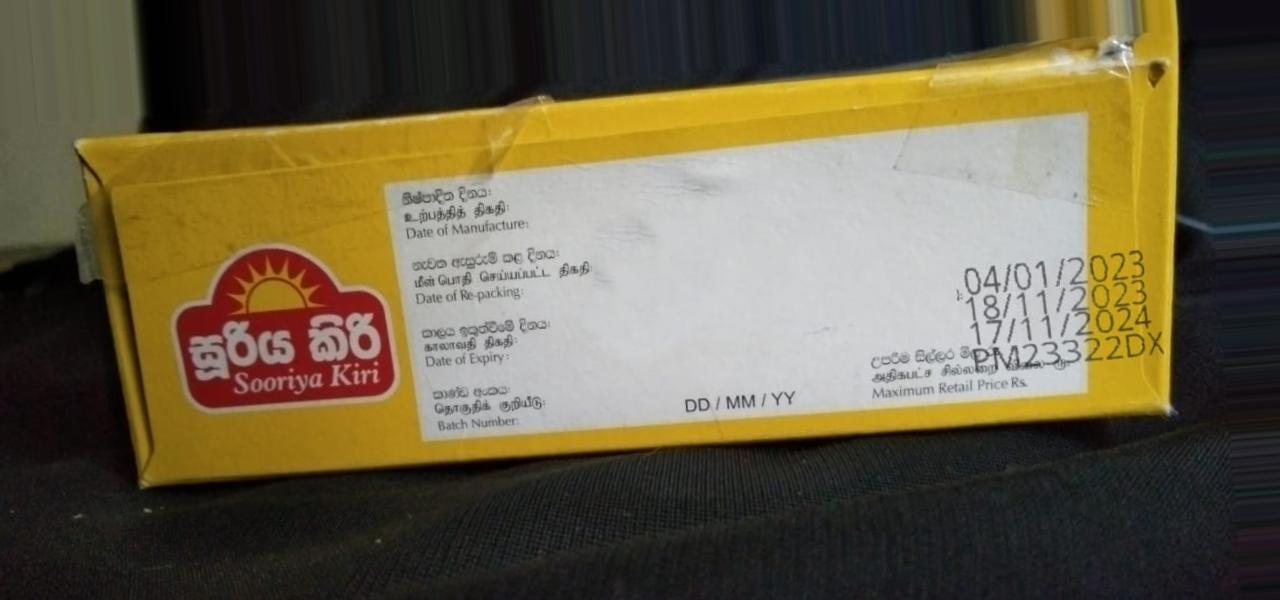 සූරිය කිරි
Sooriya Kiri
නිෂ්පාදිත දිනය:
உற்பத்தித் திகதி:
Date of Manufacture:
නැවත ඇසුරුම් කළ දිනය:
மீள் பொதி செய்யப்பட்ட திகதி:
Date of Re-packing:
කාලය ඉකුත්වීමේ දිනය:
காலாவதி திகதி:
Date of Expiry:
කාණ්ඩ අංකය:
தொகுதிக் குறியீடு:
Batch Number:
DD / MM / YY
04/01/2023
18/11/2023
17/11/2024
PM23322DX
උපරිම සිල්ලර
அதிகபட்ச சில்லறை விலை ரூ.
Maximum Retail Price Rs.